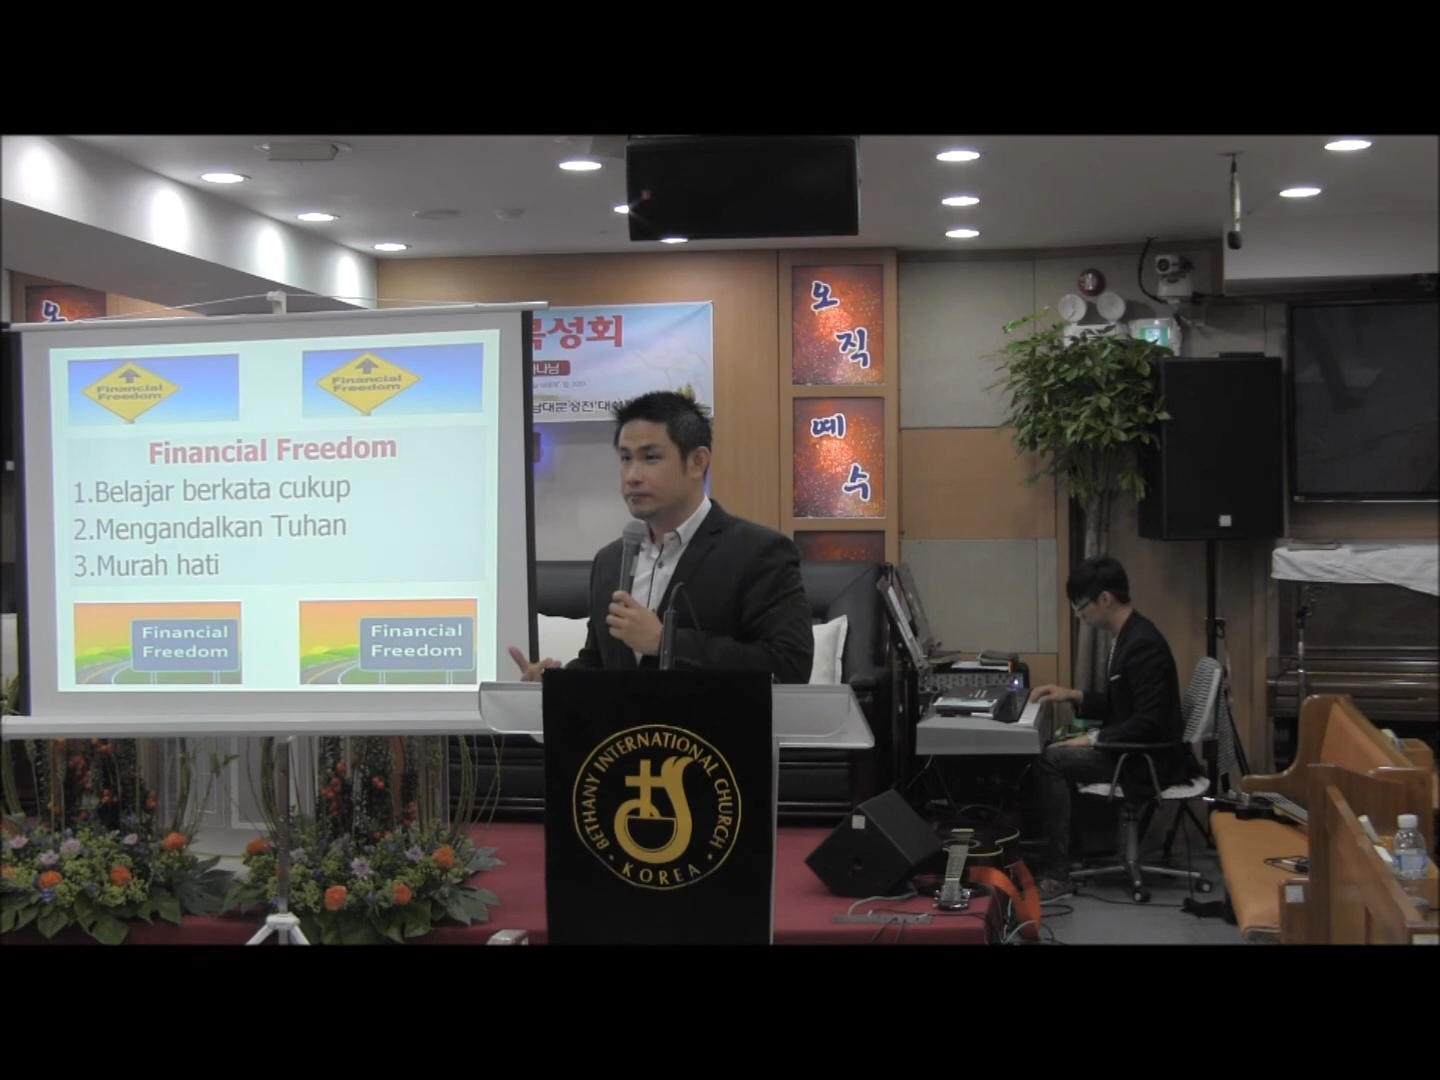 Financial
Freedom
Financial
Freedom
Financial Freedom
1.Belajar berkata cukup
2.Mengandalkan Tuhan
3.Murah hati
Financial
Freedom
Financial
Freedom
오
성회
오
직
예
수
BETHANY INTERNATIONAL CHURCH
KOREA